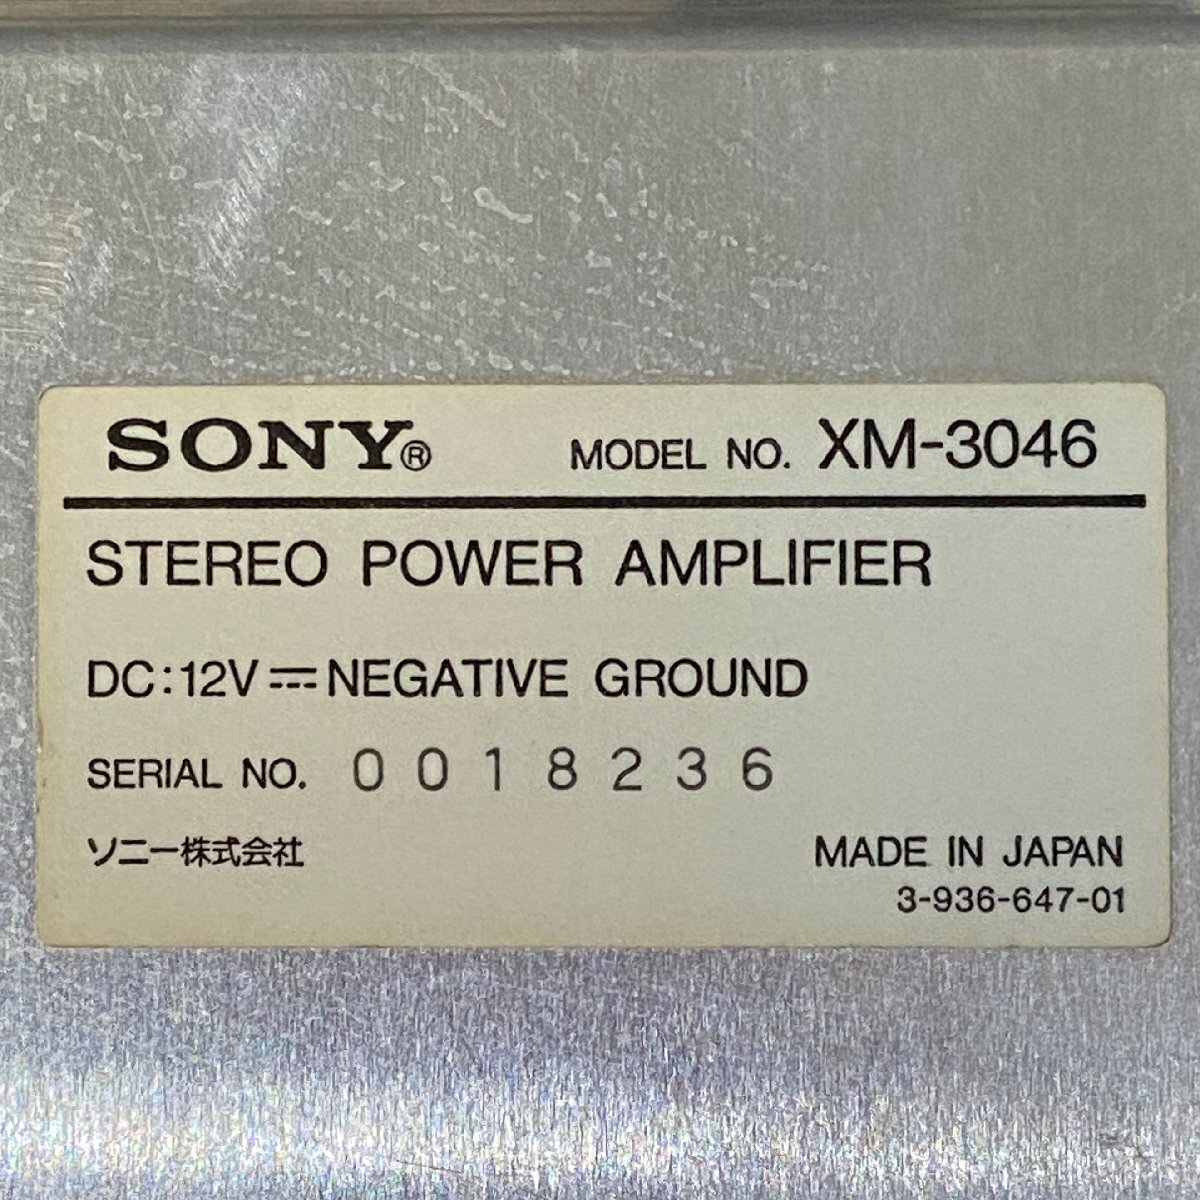 SONY® MODEL NO. XM-3046
STEREO POWER AMPLIFIER
DC:12V⎓NEGATIVE GROUND
SERIAL NO. 0018236
ソニー株式会社 MADE IN JAPAN
3-936-647-01